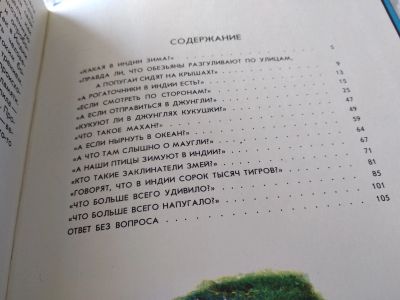 СОДЕРЖАНИЕ
«КАКАЯ В ИНДИИ ЗИМА?» 5
«ПРАВДА ЛИ, ЧТО ОБЕЗЬЯНЫ РАЗГУЛИВАЮТ ПО УЛИЦАМ,
А ПОПУГАИ СИДЯТ НА КРЫШАХ?» 9
«А РОГАТОЧНИКИ В ИНДИИ ЕСТЬ?» 13
«ЕСЛИ СМОТРЕТЬ ПО СТОРОНАМ?» 15
«А ЕСЛИ ОТПРАВИТЬСЯ В ДЖУНГЛИ?» 25
«КУКУЮТ ЛИ В ДЖУНГЛЯХ КУКУШКИ?» 47
«ЧТО ТАКОЕ МАХАН?» 49
«А ЕСЛИ НЫРНУТЬ В ОКЕАН?» 59
«А ЧТО ТАМ СЛЫШНО О МАУГЛИ?» 64
«А НАШИ ПТИЦЫ ЗИМУЮТ В ИНДИИ?» 67
«КТО ТАКИЕ ЗАКЛИНАТЕЛИ ЗМЕЙ?» 71
«ГОВОРЯТ, ЧТО В ИНДИИ СОРОК ТЫСЯЧ ТИГРОВ?» 81
«ЧТО БОЛЬШЕ ВСЕГО УДИВИЛО?» 85
«ЧТО БОЛЬШЕ ВСЕГО НАПУГАЛО?» 101
ОТВЕТ БЕЗ ВОПРОСА 105